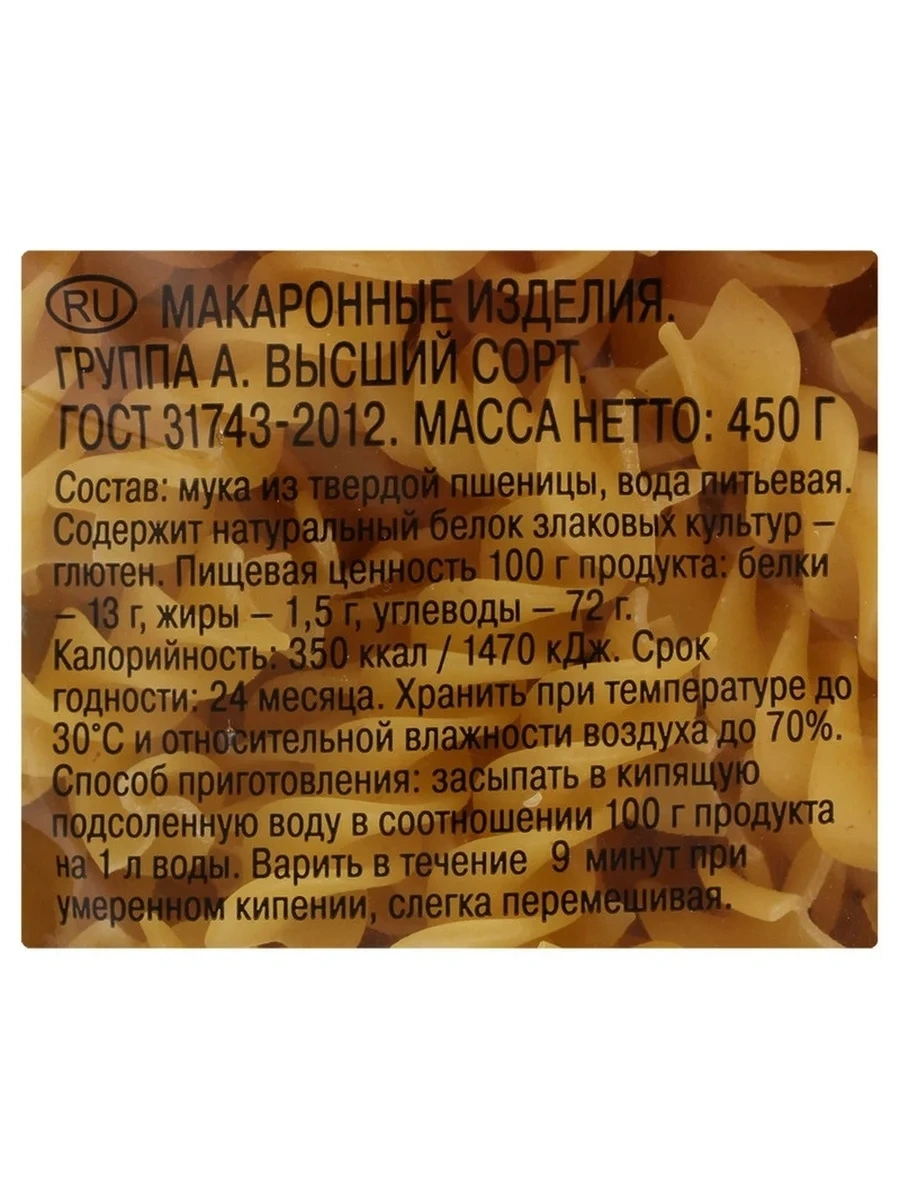 RU МАКАРОННЫЕ ИЗДЕЛИЯ.
ГРУППА А. ВЫСШИЙ СОРТ.
ГОСТ 31743-2012. МАССА НЕТТО: 450 Г
Состав: мука из твердой пшеницы, вода питьевая.
Содержит натуральный белок злаковых культур –
глютен. Пищевая ценность 100 г продукта: белки
– 13 г, жиры – 1,5 г, углеводы – 72 г.
Калорийность: 350 ккал / 1470 кДж. Срок
годности: 24 месяца. Хранить при температуре до
30°С и относительной влажности воздуха до 70%.
Способ приготовления: засыпать в кипящую
подсоленную воду в соотношении 100 г продукта
на 1 л воды. Варить в течение 9 минут при
умеренном кипении, слегка перемешивая.